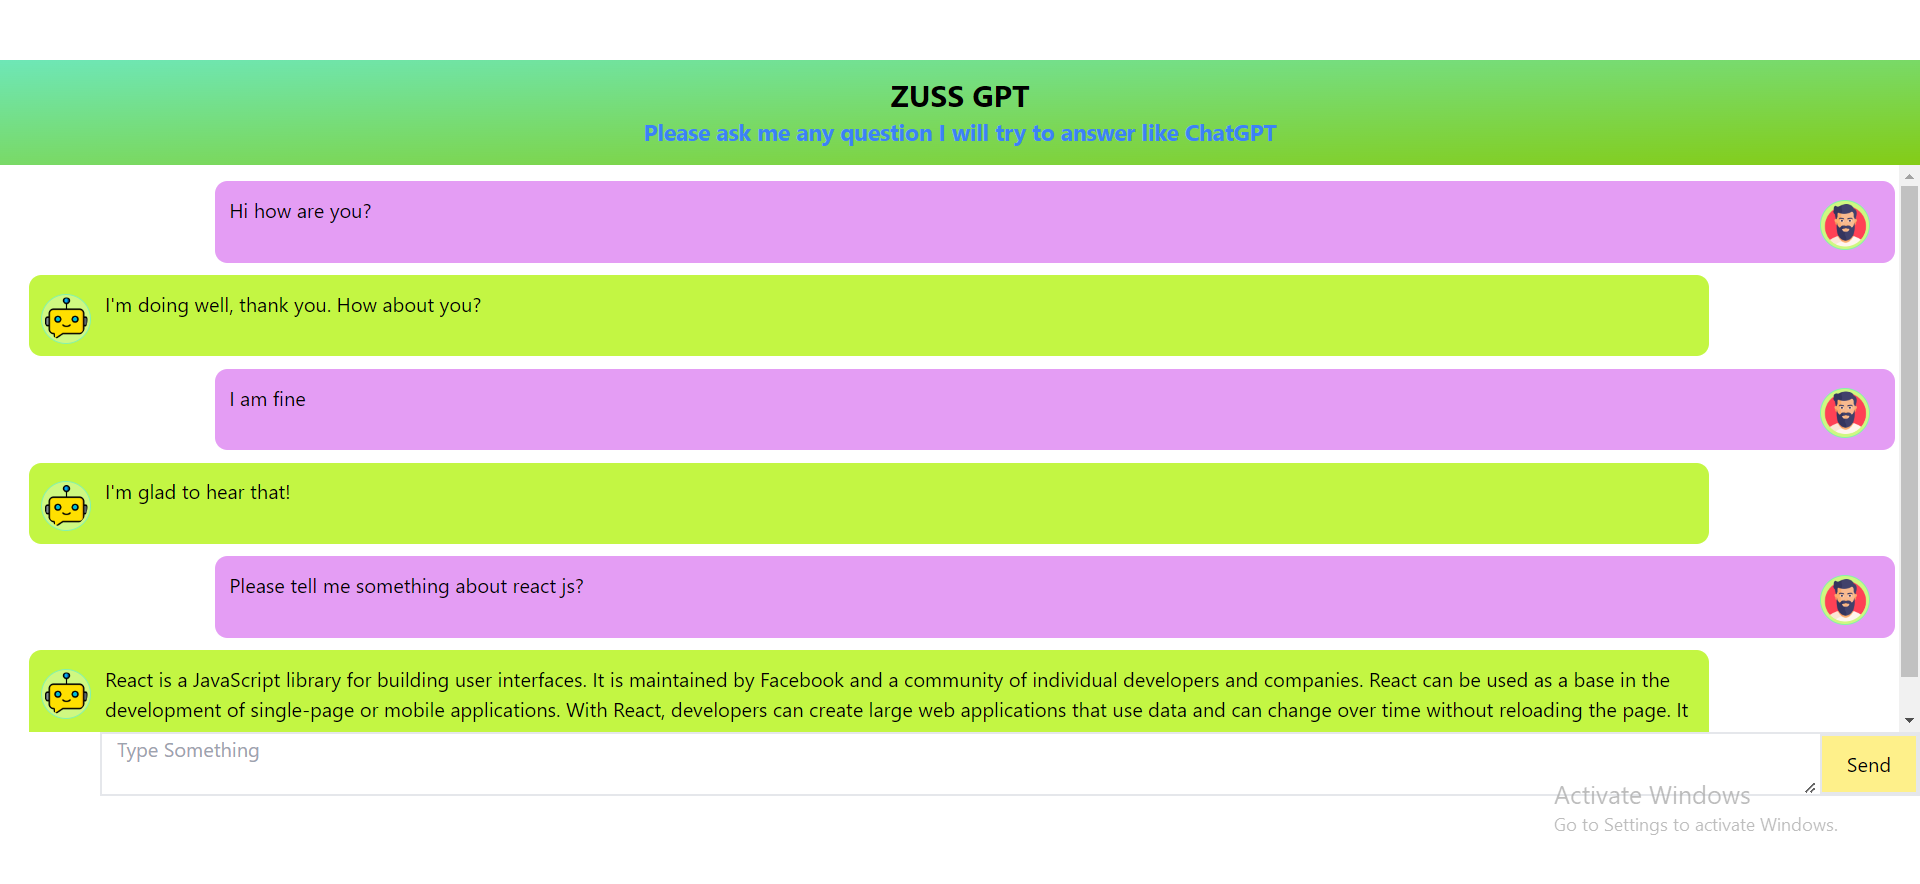 ZUSS GPT
Please ask me any question I will try to answer like ChatGPT
Hi how are you?
I'm doing well, thank you. How about you?
I am fine
I'm glad to hear that!
Please tell me something about react js?
React is a JavaScript library for building user interfaces. It is maintained by Facebook and a community of individual developers and companies. React can be used as a base in the
development of single-page or mobile applications. With React, developers can create large web applications that use data and can change over time without reloading the page. It
Type Something
Send
Activate Windows
Go to Settings to activate Windows.